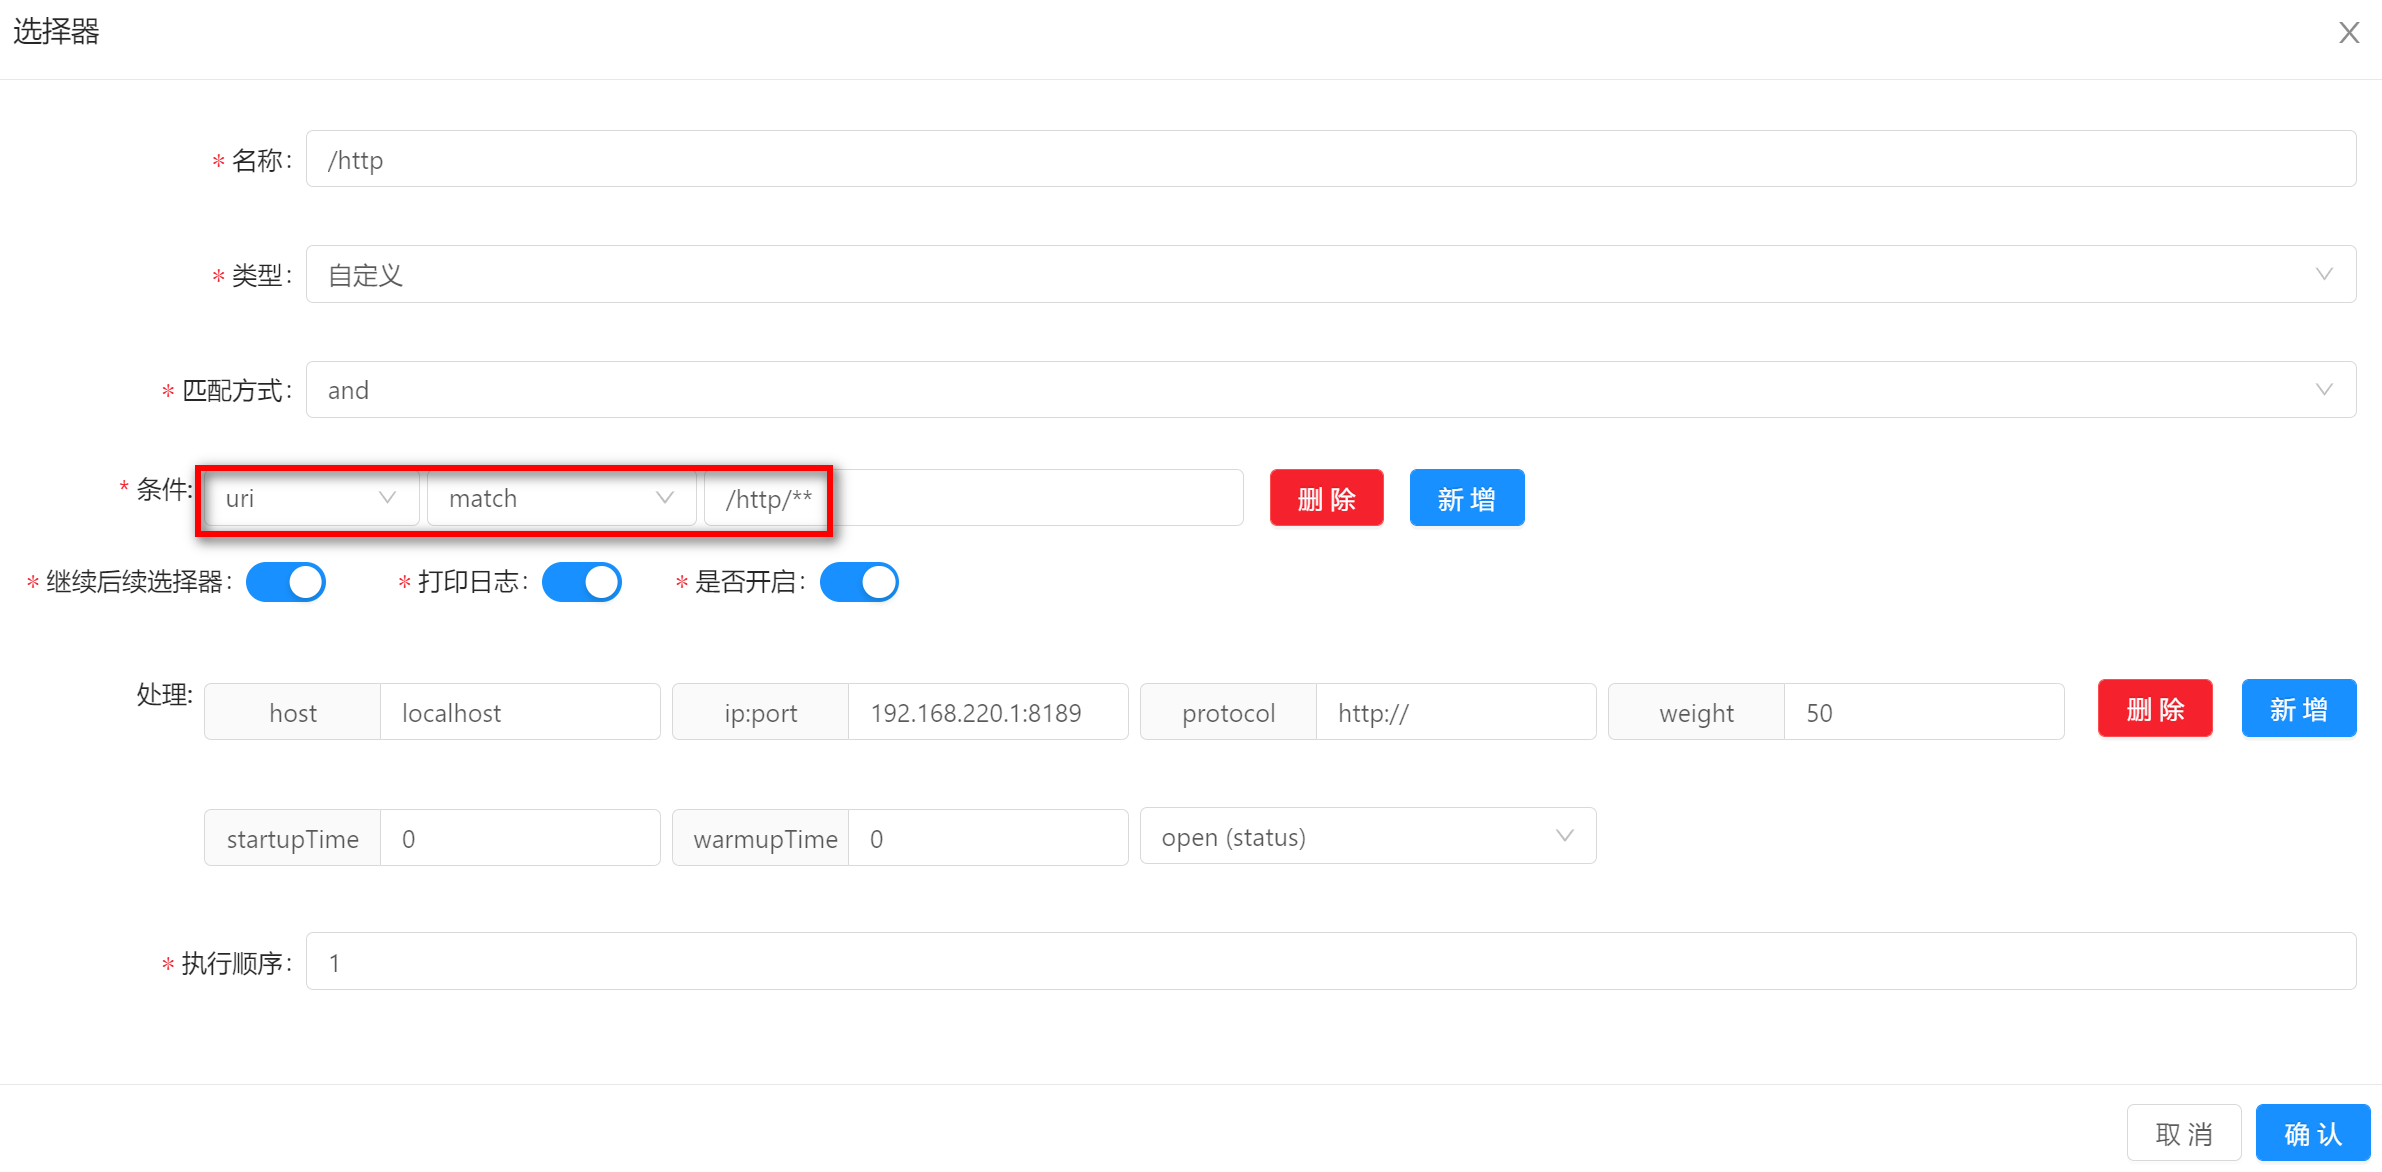 选择器
* 名称: /http
* 类型: 自定义
* 匹配方式: and
* 条件: uri match /http/** 删 除 新 增
* 继续后续选择器: * 打印日志: * 是否开启:
处理: host localhost ip:port 192.168.220.1:8189 protocol http:// weight 50 删 除 新 增
startupTime 0 warmupTime 0 open (status)
* 执行顺序: 1
取 消 确 认